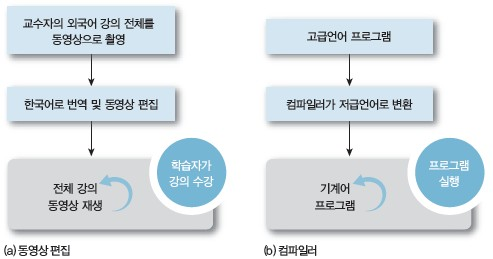 교수자의 외국어 강의 전체를
동영상으로 촬영
한국어로 번역 및 동영상 편집
학습자가
강의 수강
전체 강의
동영상 재생
(a) 동영상 편집
고급언어 프로그램
컴파일러가 저급언어로 변환
프로그램
실행
기계어
프로그램
(b) 컴파일러